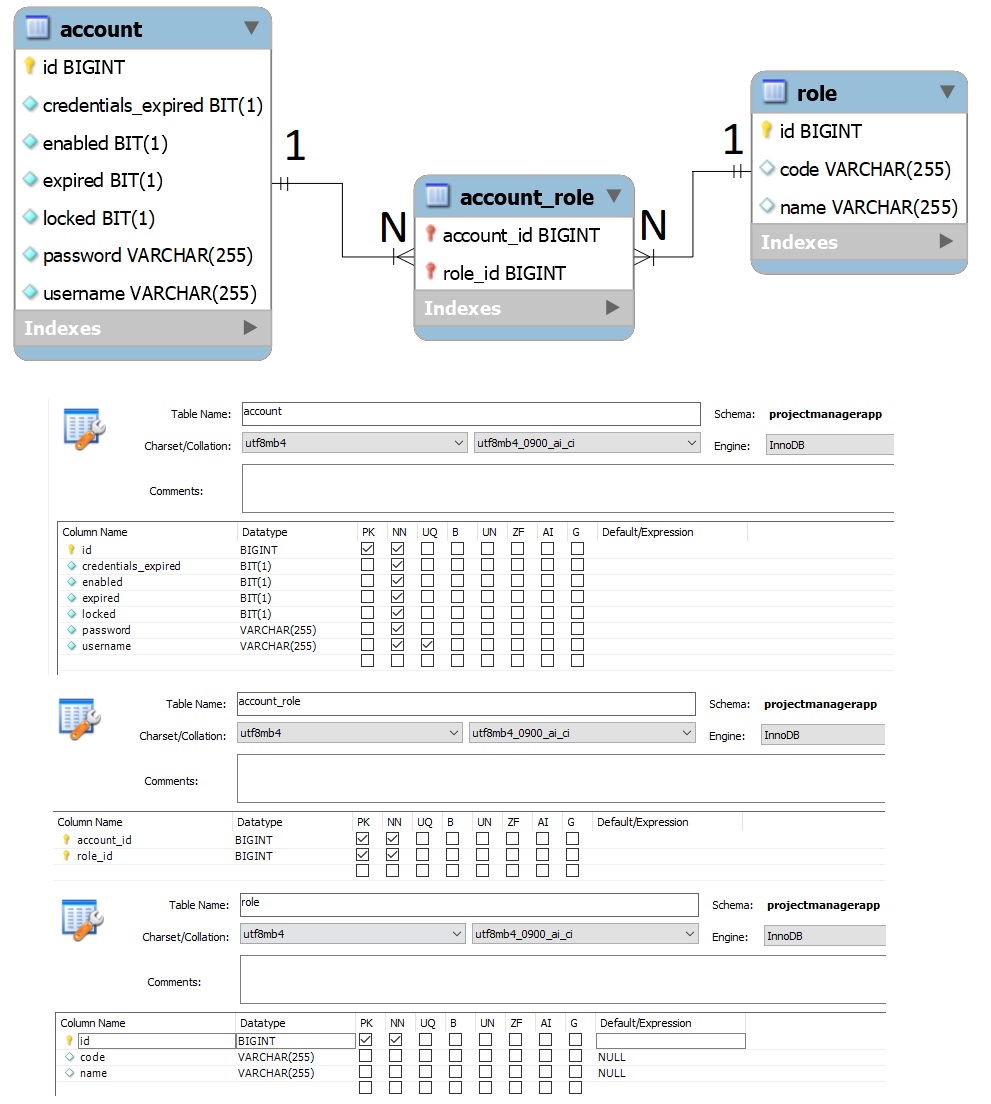 account
id BIGINT
credentials_expired BIT(1)
enabled BIT(1)
expired BIT(1)
locked BIT(1)
password VARCHAR(255)
username VARCHAR(255)
Indexes
1
N
account_role
account_id BIGINT
role_id BIGINT
Indexes
N
1
role
id BIGINT
code VARCHAR(255)
name VARCHAR(255)
Indexes
Table Name: account Schema: projectmanagerapp
Charset/Collation: utf8mb4 utf8mb4_0900_ai_ci Engine: InnoDB
Comments:
Column Name Datatype PK NN UQ B UN ZF AI G Default/Expression
id BIGINT
credentials_expired BIT(1)
enabled BIT(1)
expired BIT(1)
locked BIT(1)
password VARCHAR(255)
username VARCHAR(255)
Table Name: account_role Schema: projectmanagerapp
Charset/Collation: utf8mb4 utf8mb4_0900_ai_ci Engine: InnoDB
Comments:
Column Name Datatype PK NN UQ B UN ZF AI G Default/Expression
account_id BIGINT
role_id BIGINT
Table Name: role Schema: projectmanagerapp
Charset/Collation: utf8mb4 utf8mb4_0900_ai_ci Engine: InnoDB
Comments:
Column Name Datatype PK NN UQ B UN ZF AI G Default/Expression
id BIGINT
code VARCHAR(255) NULL
name VARCHAR(255) NULL